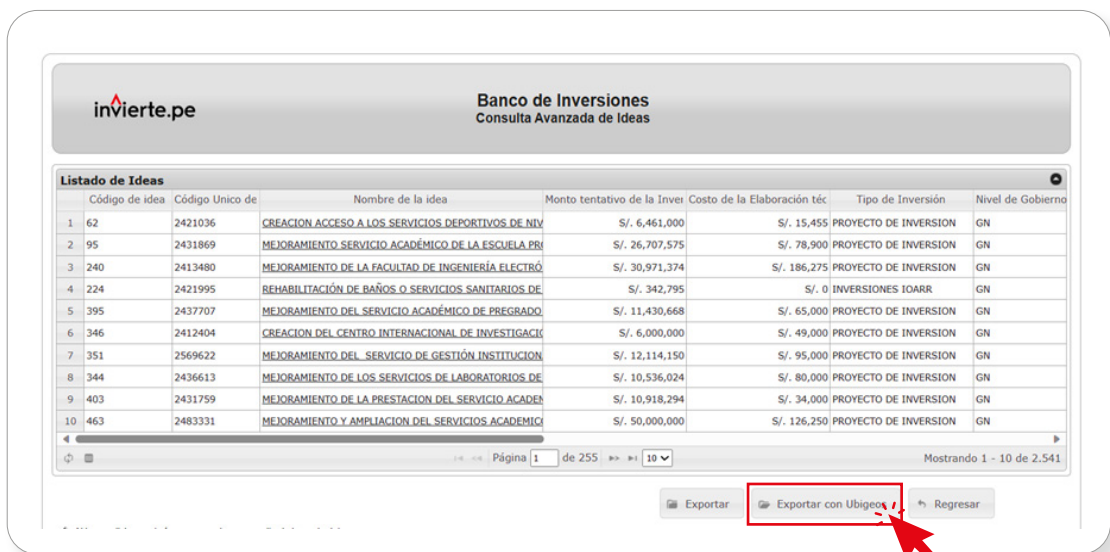 invierte.pe
Banco de Inversiones
Consulta Avanzada de Ideas
Listado de Ideas
Código de idea Código Unico de Nombre de la idea Monto tentativo de la Inver Costo de la Elaboración téc Tipo de Inversión Nivel de Gobierno
1 62 2421036 CREACION ACCESO A LOS SERVICIOS DEPORTIVOS DE NIV S/. 6,461,000 S/. 15,455 PROYECTO DE INVERSION GN
2 95 2431869 MEJORAMIENTO SERVICIO ACADÉMICO DE LA ESCUELA PR S/. 26,707,575 S/. 78,900 PROYECTO DE INVERSION GN
3 240 2413480 MEJORAMIENTO DE LA FACULTAD DE INGENIERÍA ELECTRÓ S/. 30,971,374 S/. 186,275 PROYECTO DE INVERSION GN
4 224 2421995 REHABILITACIÓN DE BAÑOS O SERVICIOS SANITARIOS DE S/. 342,795 S/. 0 INVERSIONES IOARR GN
5 395 2437707 MEJORAMIENTO DEL SERVICIO ACADÉMICO DE PREGRADO S/. 11,430,668 S/. 65,000 PROYECTO DE INVERSION GN
6 346 2412404 CREACION DEL CENTRO INTERNACIONAL DE INVESTIGACI S/. 6,000,000 S/. 49,000 PROYECTO DE INVERSION GN
7 351 2569622 MEJORAMIENTO DEL SERVICIO DE GESTIÓN INSTITUCION S/. 12,114,150 S/. 95,000 PROYECTO DE INVERSION GN
8 344 2436613 MEJORAMIENTO DE LOS SERVICIOS DE LABORATORIOS DE S/. 10,536,024 S/. 80,000 PROYECTO DE INVERSION GN
9 403 2431759 MEJORAMIENTO DE LA PRESTACION DEL SERVICIO ACADEM S/. 10,918,294 S/. 34,000 PROYECTO DE INVERSION GN
10 463 2483331 MEJORAMIENTO Y AMPLIACION DEL SERVICIOS ACADEMIC S/. 50,000,000 S/. 126,250 PROYECTO DE INVERSION GN
Página 1 de 255 10 Mostrando 1 - 10 de 2.541
Exportar Exportar con Ubigeos Regresar